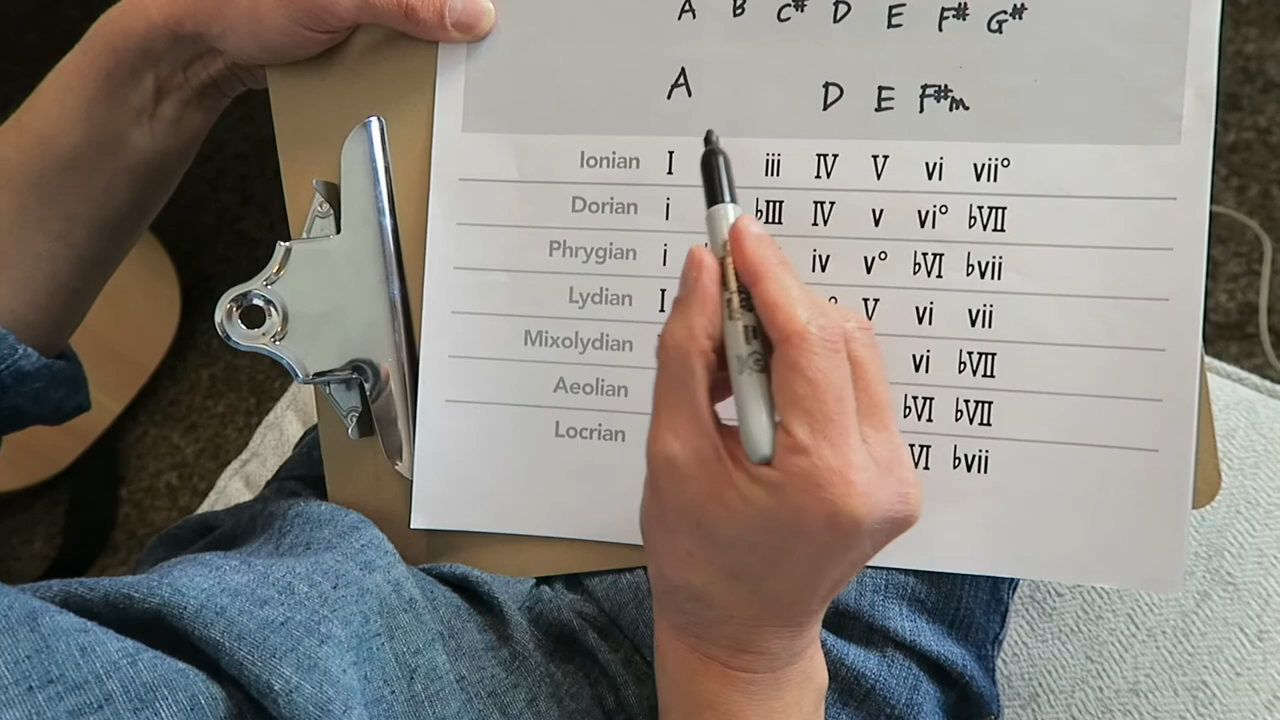 A B C# D E F# G#
A D E F#m
Ionian I iii IV V vi vii°
Dorian i bIII IV v vi° bVII
Phrygian i iv v° bVI bvii
Lydian I V vi vii
Mixolydian vi bVII
Aeolian bVI bVII
Locrian VI bvii